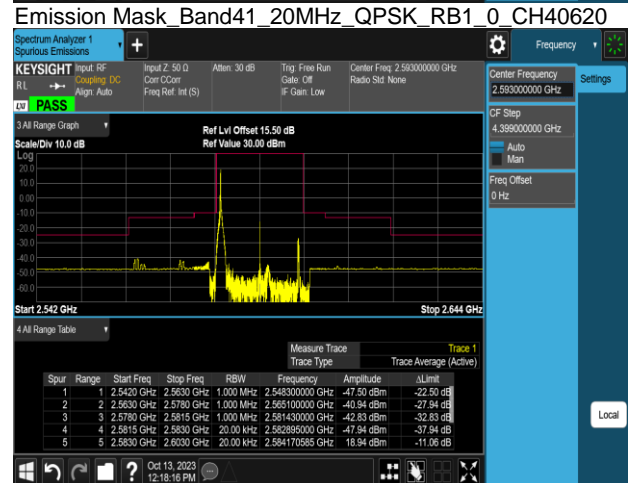 Emission Mask_Band41_20MHz_QPSK_RB1_0_CH40620
Spectrum Analyzer 1
Spurious Emissions
Frequency
KEYSIGHT Input: RF Input Z: 50 Ω Atten: 30 dB Trig: Free Run Center Freq: 2.593000000 GHz
RL Coupling: DC Corr CCorr Gate: Off Radio Std: None
Align: Auto Freq Ref: Int (S) IF Gain: Low
LXI PASS
Center Frequency
2.593000000 GHz
Settings
CF Step
4.399000000 GHz
Auto
Man
Freq Offset
0 Hz
3 All Range Graph
Ref Lvl Offset 15.50 dB
Scale/Div 10.0 dB Ref Value 30.00 dBm
Log
20.0
10.0
0.00
-10.0
-20.0
-30.0
-40.0
-50.0
-60.0
Start 2.542 GHz Stop 2.644 GHz
4 All Range Table
Measure Trace Trace 1
Trace Type Trace Average (Active)
Spur Range Start Freq Stop Freq RBW Frequency Amplitude ΔLimit
1 1 2.5420 GHz 2.5630 GHz 1.000 MHz 2.548300000 GHz -47.50 dBm -22.50 dB
2 2 2.5630 GHz 2.5780 GHz 1.000 MHz 2.565100000 GHz -40.94 dBm -27.94 dB
3 3 2.5780 GHz 2.5815 GHz 1.000 MHz 2.581430000 GHz -42.83 dBm -32.83 dB
4 4 2.5815 GHz 2.5830 GHz 20.00 kHz 2.582895000 GHz -47.94 dBm -37.94 dB
5 5 2.5830 GHz 2.6030 GHz 20.00 kHz 2.584170585 GHz 18.94 dBm -11.06 dB
Local
Oct 13, 2023
12:18:16 PM